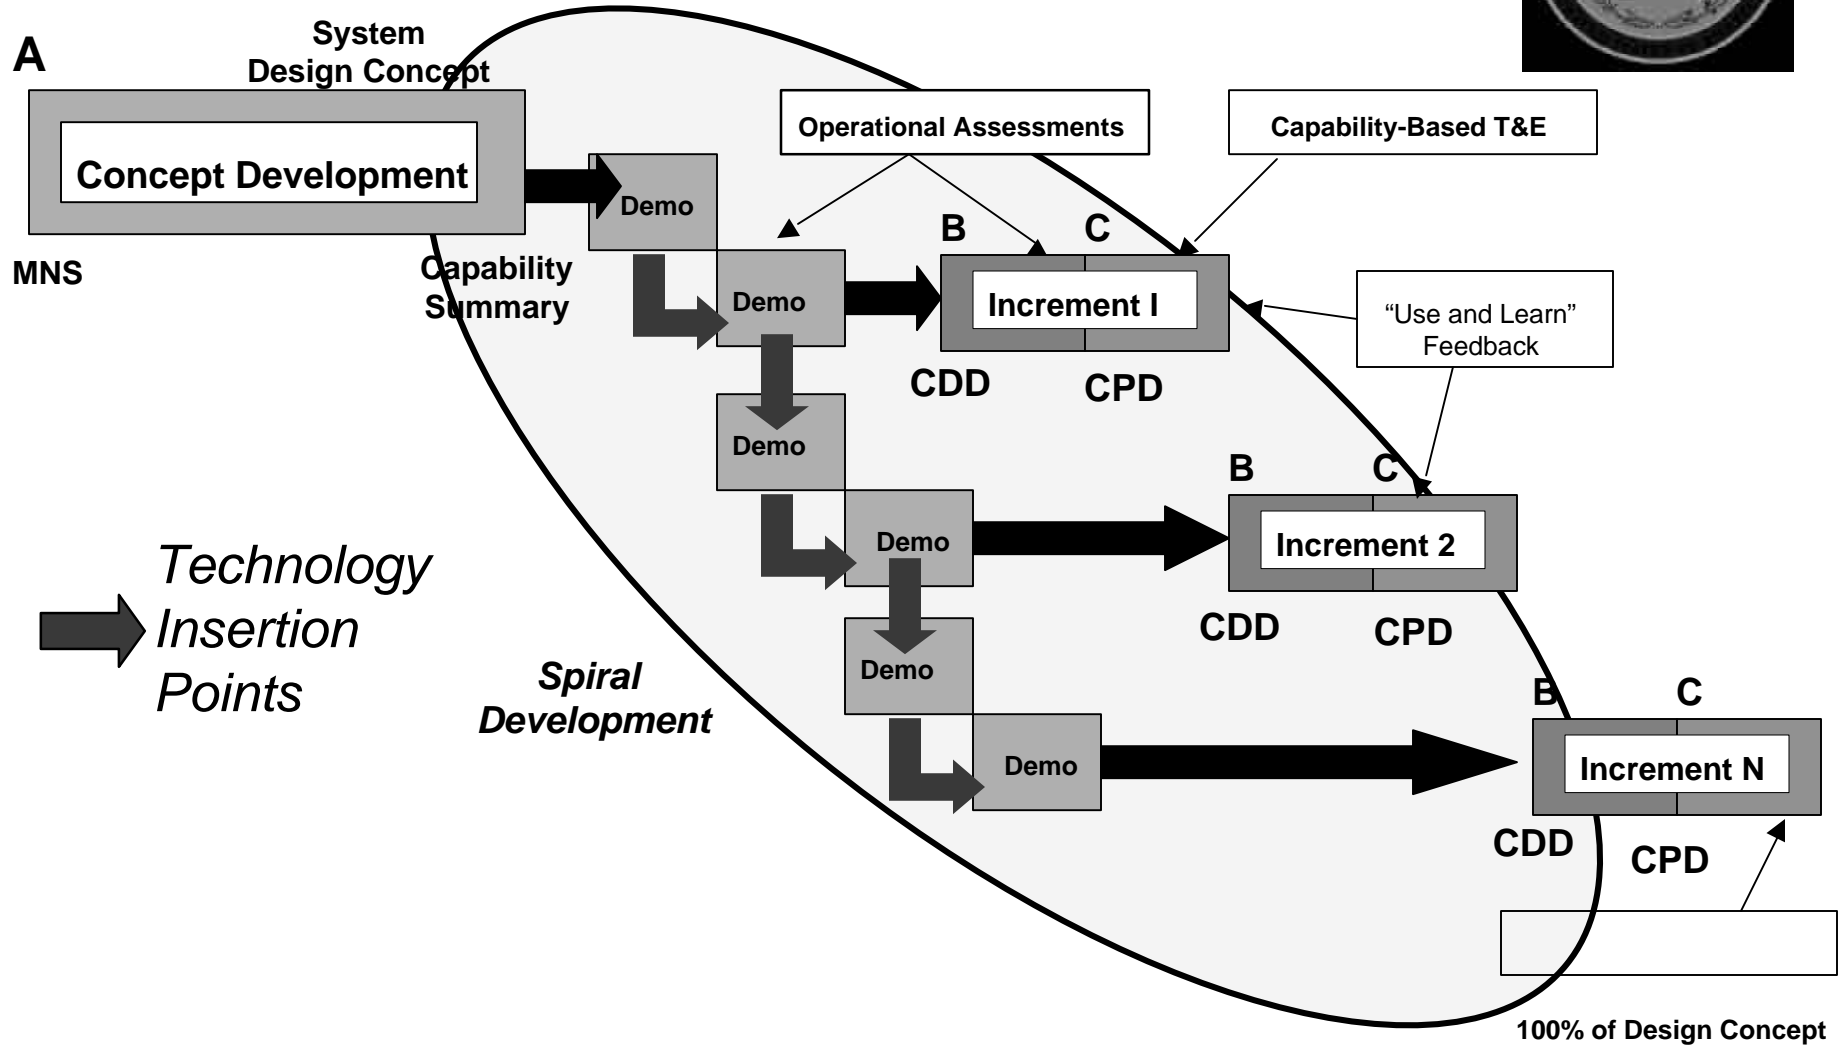 A
System
Design Concept
Concept Development
MNS
Capability
Summary
Operational Assessments
Capability-Based T&E
Demo
Demo
B
C
Increment I
CDD
CPD
“Use and Learn”
Feedback
Demo
Demo
B
C
Increment 2
CDD
CPD
Technology
Insertion
Points
Spiral
Development
Demo
Demo
B
C
Increment N
CDD
CPD
100% of Design Concept